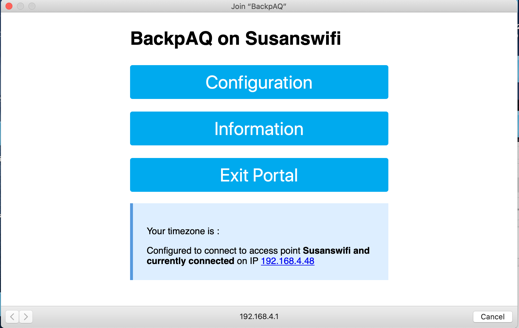 Join "BackpAQ"
BackpAQ on Susanswifi
Configuration
Information
Exit Portal
Your timezone is :
Configured to connect to access point Susanswifi and
currently connected on IP 192.168.4.48
192.168.4.1
Cancel